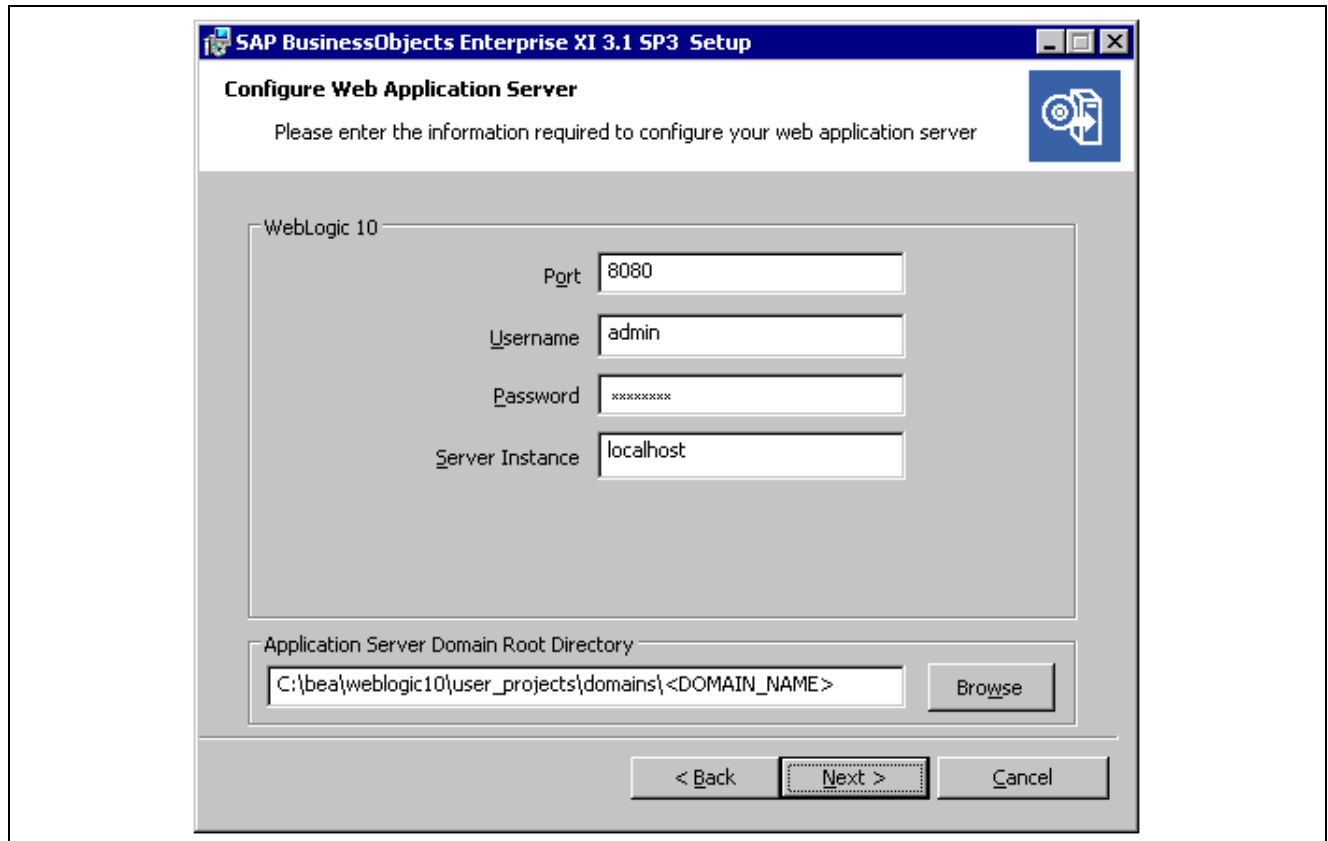 SAP BusinessObjects Enterprise XI 3.1 SP3 Setup
Configure Web Application Server
Please enter the information required to configure your web application server
WebLogic 10
Port 8080
Username admin
Password xxxxxxxx
Server Instance localhost
Application Server Domain Root Directory
C:\bea\weblogic10\user_projects\domains\<DOMAIN_NAME> Browse
< Back Next > Cancel